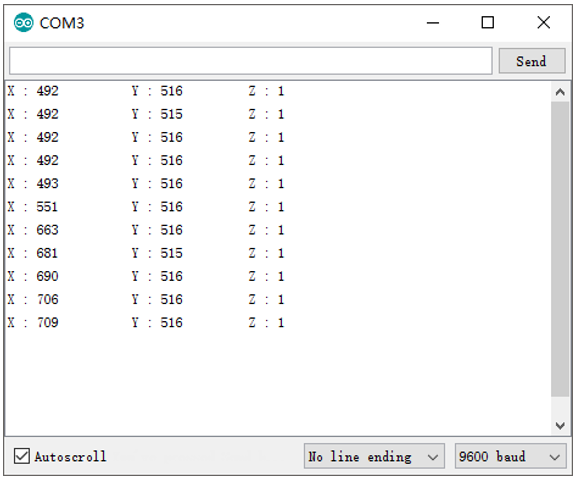 COM3
Send
X : 492 Y : 516 Z : 1
X : 492 Y : 515 Z : 1
X : 492 Y : 516 Z : 1
X : 492 Y : 516 Z : 1
X : 493 Y : 516 Z : 1
X : 551 Y : 516 Z : 1
X : 663 Y : 516 Z : 1
X : 681 Y : 515 Z : 1
X : 690 Y : 516 Z : 1
X : 706 Y : 516 Z : 1
X : 709 Y : 516 Z : 1
Autoscroll No line ending 9600 baud